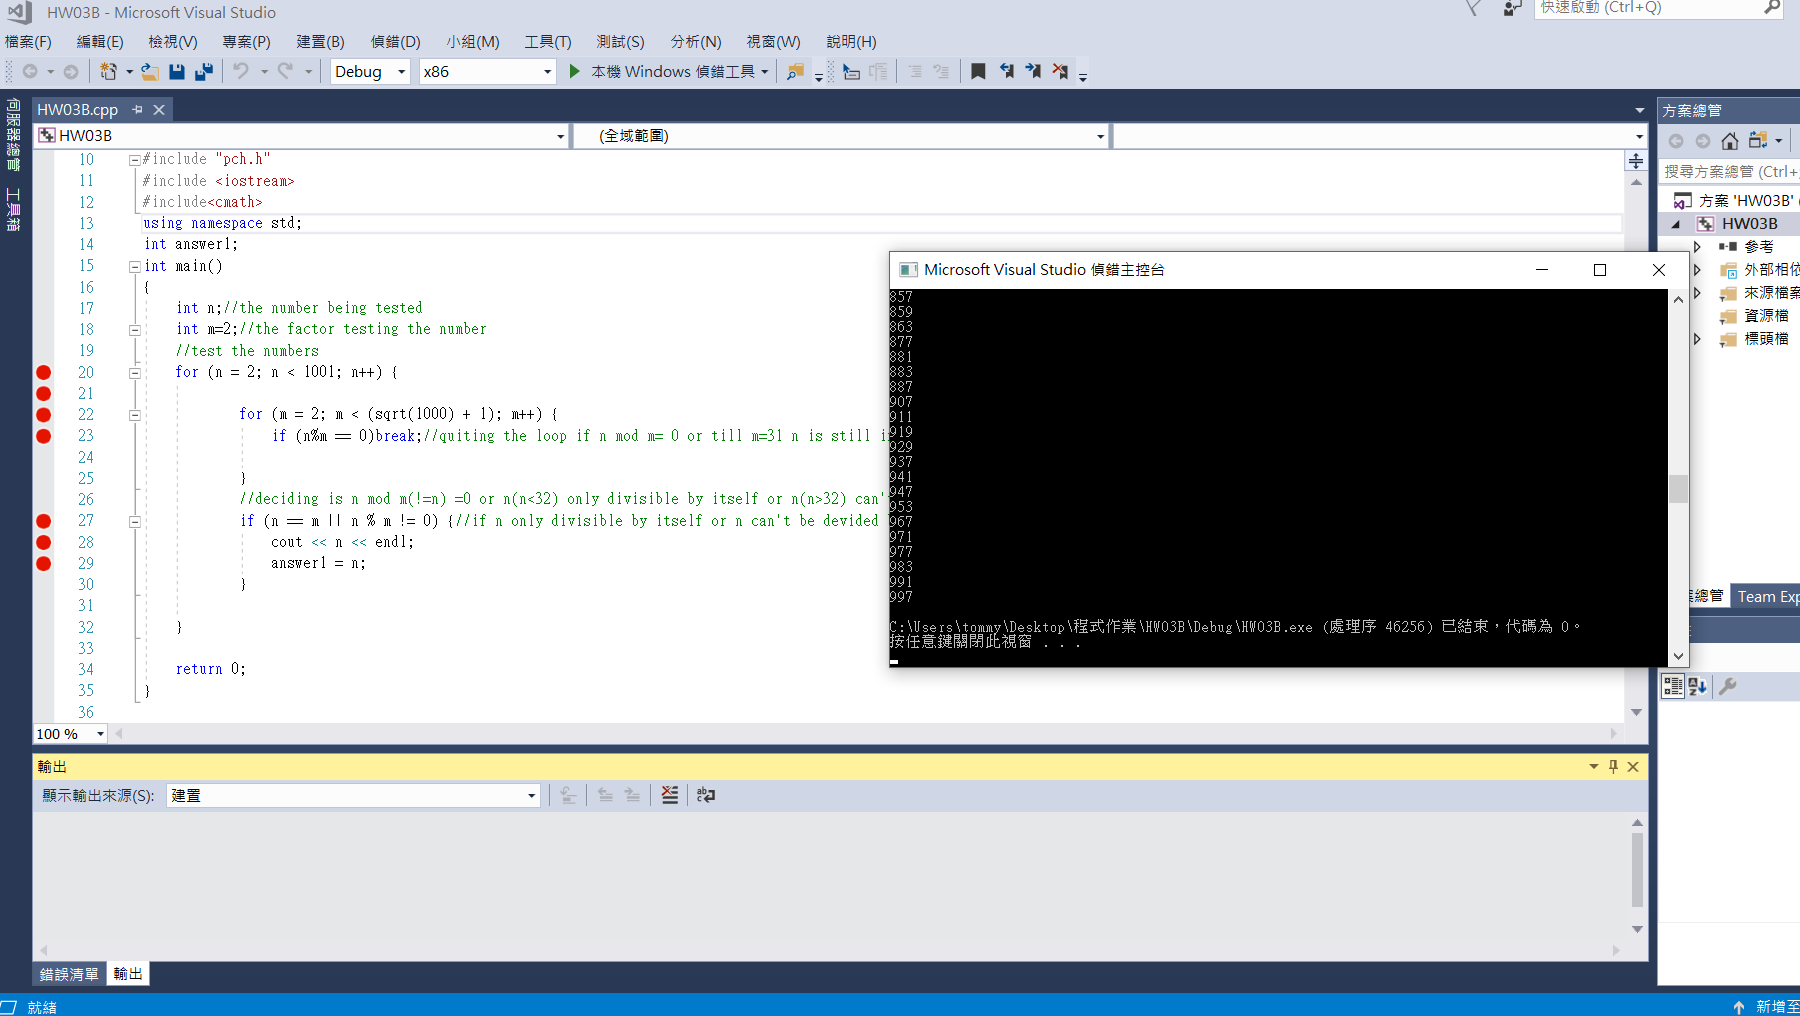 HW03B - Microsoft Visual Studio
快速啟動 (Ctrl+Q)
檔案(F) 編輯(E) 檢視(V) 專案(P) 建置(B) 偵錯(D) 小組(M) 工具(T) 測試(S) 分析(N) 視窗(W) 說明(H)
Debug x86 本機 Windows 偵錯工具
伺服器總管
工具箱
HW03B.cpp
HW03B (全域範圍)
10 #include "pch.h"
11 #include <iostream>
12 #include<cmath>
13 using namespace std;
14 int answer1;
15 int main()
16 {
17 int n;//the number being tested
18 int m=2;//the factor testing the number
19 //test the numbers
20 for (n = 2; n < 1001; n++) {
21
22 for (m = 2; m < (sqrt(1000) + 1); m++) {
23 if (n%m == 0)break;//quiting the loop if n mod m= 0 or till m=31 n is still i
24
25 }
26 //deciding is n mod m(!=n) =0 or n(n<32) only divisible by itself or n(n>32) can'
27 if (n == m || n % m != 0) {//if n only divisible by itself or n can't be devided
28 cout << n << endl;
29 answer1 = n;
30 }
31
32 }
33
34 return 0;
35 }
36
100 %
Microsoft Visual Studio 偵錯主控台
857
859
863
877
881
883
887
907
911
919
929
937
941
947
953
967
971
977
983
991
997
C:\Users\tommy\Desktop\程式作業\HW03B\Debug\HW03B.exe (處理序 46256) 已結束，代碼為 0。
按任意鍵關閉此視窗 . . .
方案總管
搜尋方案總管 (Ctrl+;
方案 'HW03B' (
HW03B
參考
外部相依
來源檔案
資源檔
標頭檔
案總管 Team Exp
輸出
顯示輸出來源(S): 建置
錯誤清單 輸出
就緒
新增至